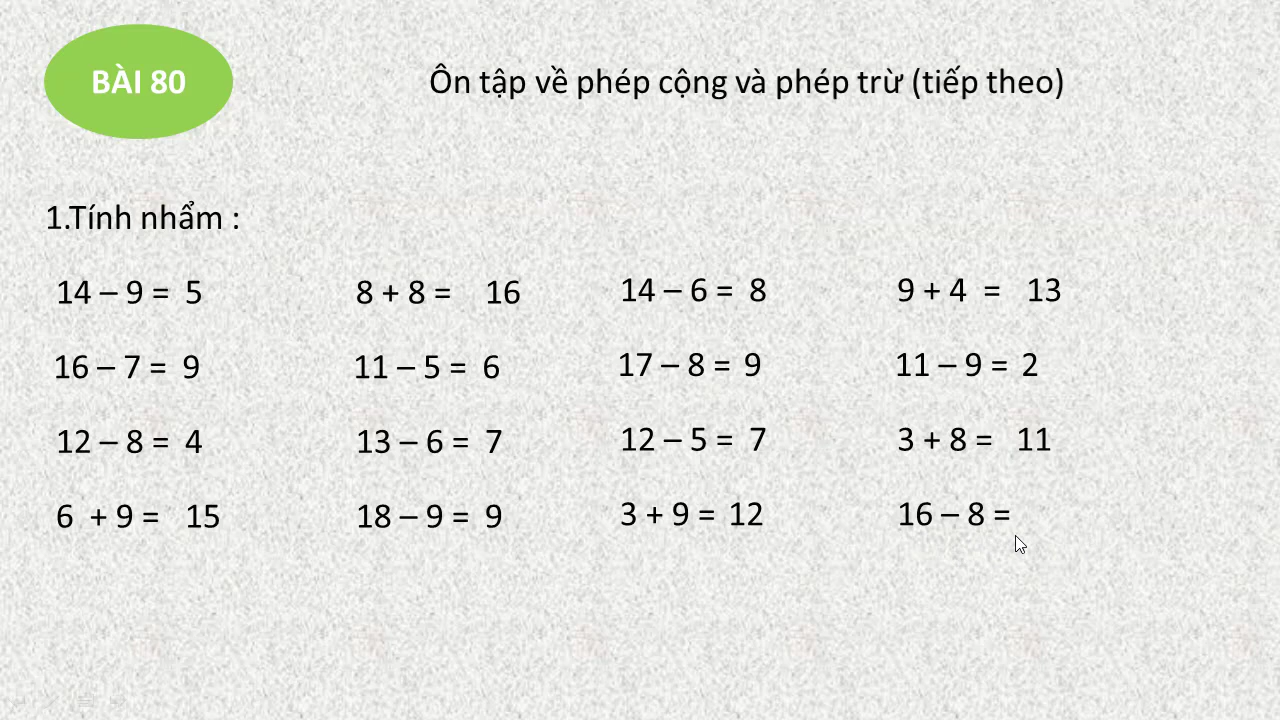 BÀI 80
Ôn tập về phép cộng và phép trừ (tiếp theo)
1.Tính nhẩm :
14 – 9 = 5 8 + 8 = 16 14 – 6 = 8 9 + 4 = 13
16 – 7 = 9 11 – 5 = 6 17 – 8 = 9 11 – 9 = 2
12 – 8 = 4 13 – 6 = 7 12 – 5 = 7 3 + 8 = 11
6 + 9 = 15 18 – 9 = 9 3 + 9 = 12 16 – 8 =